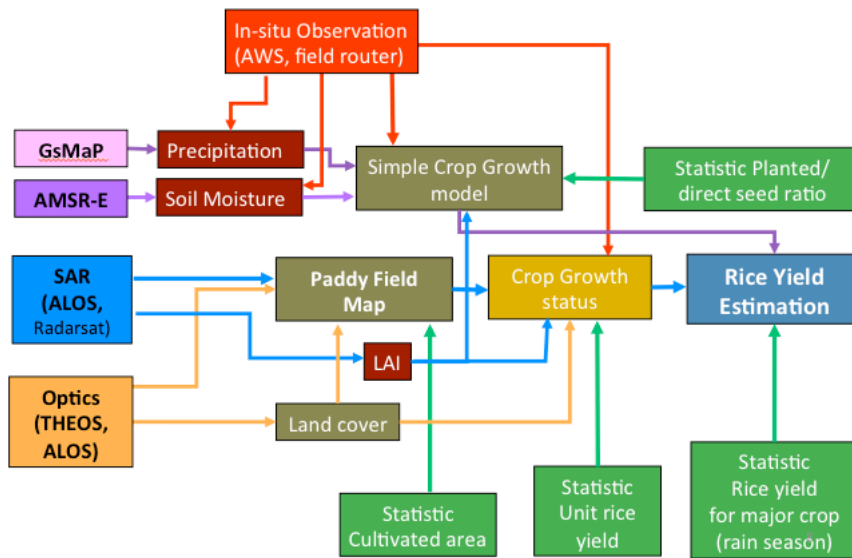 In-situ Observation
(AWS, field router)
GsMaP
Precipitation
Simple Crop Growth
model
Statistic Planted/
direct seed ratio
AMSR-E
Soil Moisture
SAR
(ALOS,
Radarsat)
Paddy Field
Map
Crop Growth
status
Rice Yield
Estimation
LAI
Optics
(THEOS,
ALOS)
Land cover
Statistic
Cultivated area
Statistic
Unit rice
yield
Statistic
Rice yield
for major crop
(rain season)